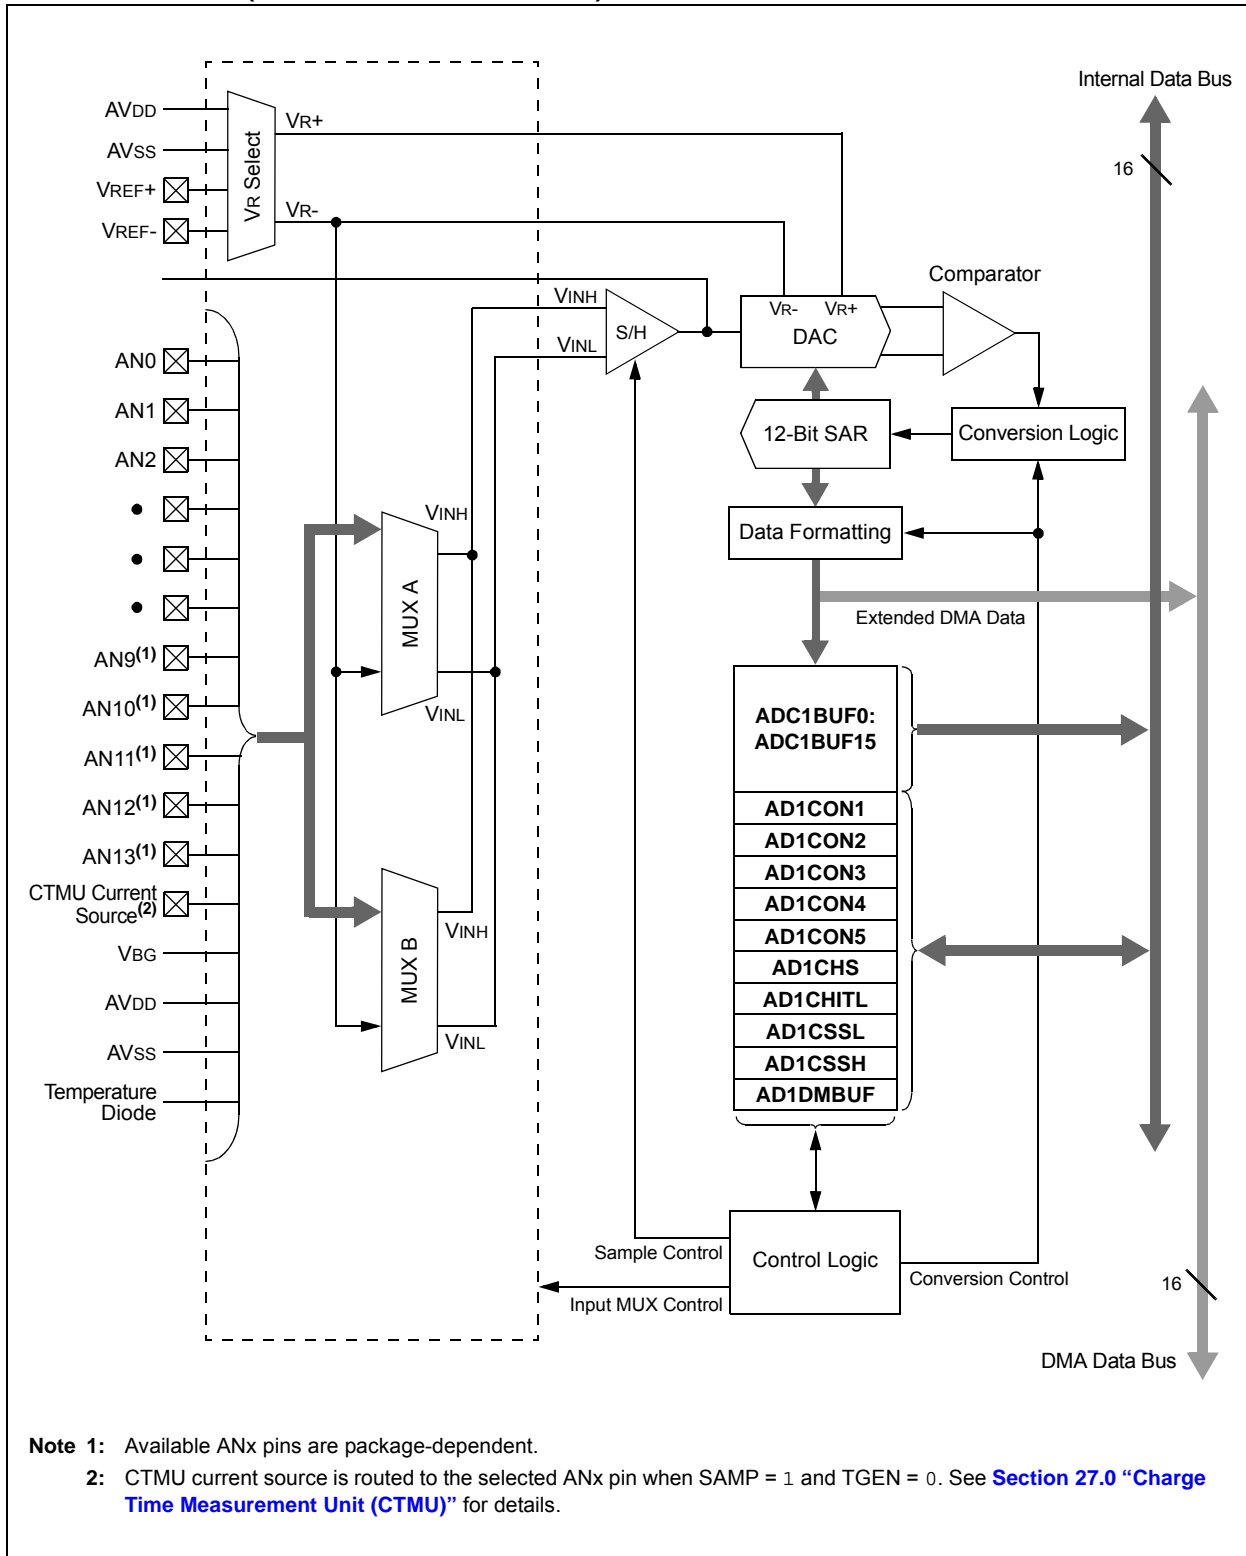 Internal Data Bus
AVDD
AVSS
VREF+
VREF-
VR Select
VR+
VR-
16
Comparator
VINH
VINL
S/H
VR- VR+
DAC
AN0
AN1
AN2
12-Bit SAR
Conversion Logic
Data Formatting
Extended DMA Data
VINH
MUX A
VINL
AN9(1)
AN10(1)
AN11(1)
AN12(1)
AN13(1)
CTMU Current
Source(2)
VBG
AVDD
AVSS
Temperature
Diode
VINH
MUX B
VINL
ADC1BUF0:
ADC1BUF15
AD1CON1
AD1CON2
AD1CON3
AD1CON4
AD1CON5
AD1CHS
AD1CHITL
AD1CSSL
AD1CSSH
AD1DMBUF
Sample Control
Control Logic
Conversion Control
Input MUX Control
16
DMA Data Bus
Note 1: Available ANx pins are package-dependent.
2: CTMU current source is routed to the selected ANx pin when SAMP = 1 and TGEN = 0. See Section 27.0 “Charge
Time Measurement Unit (CTMU)” for details.